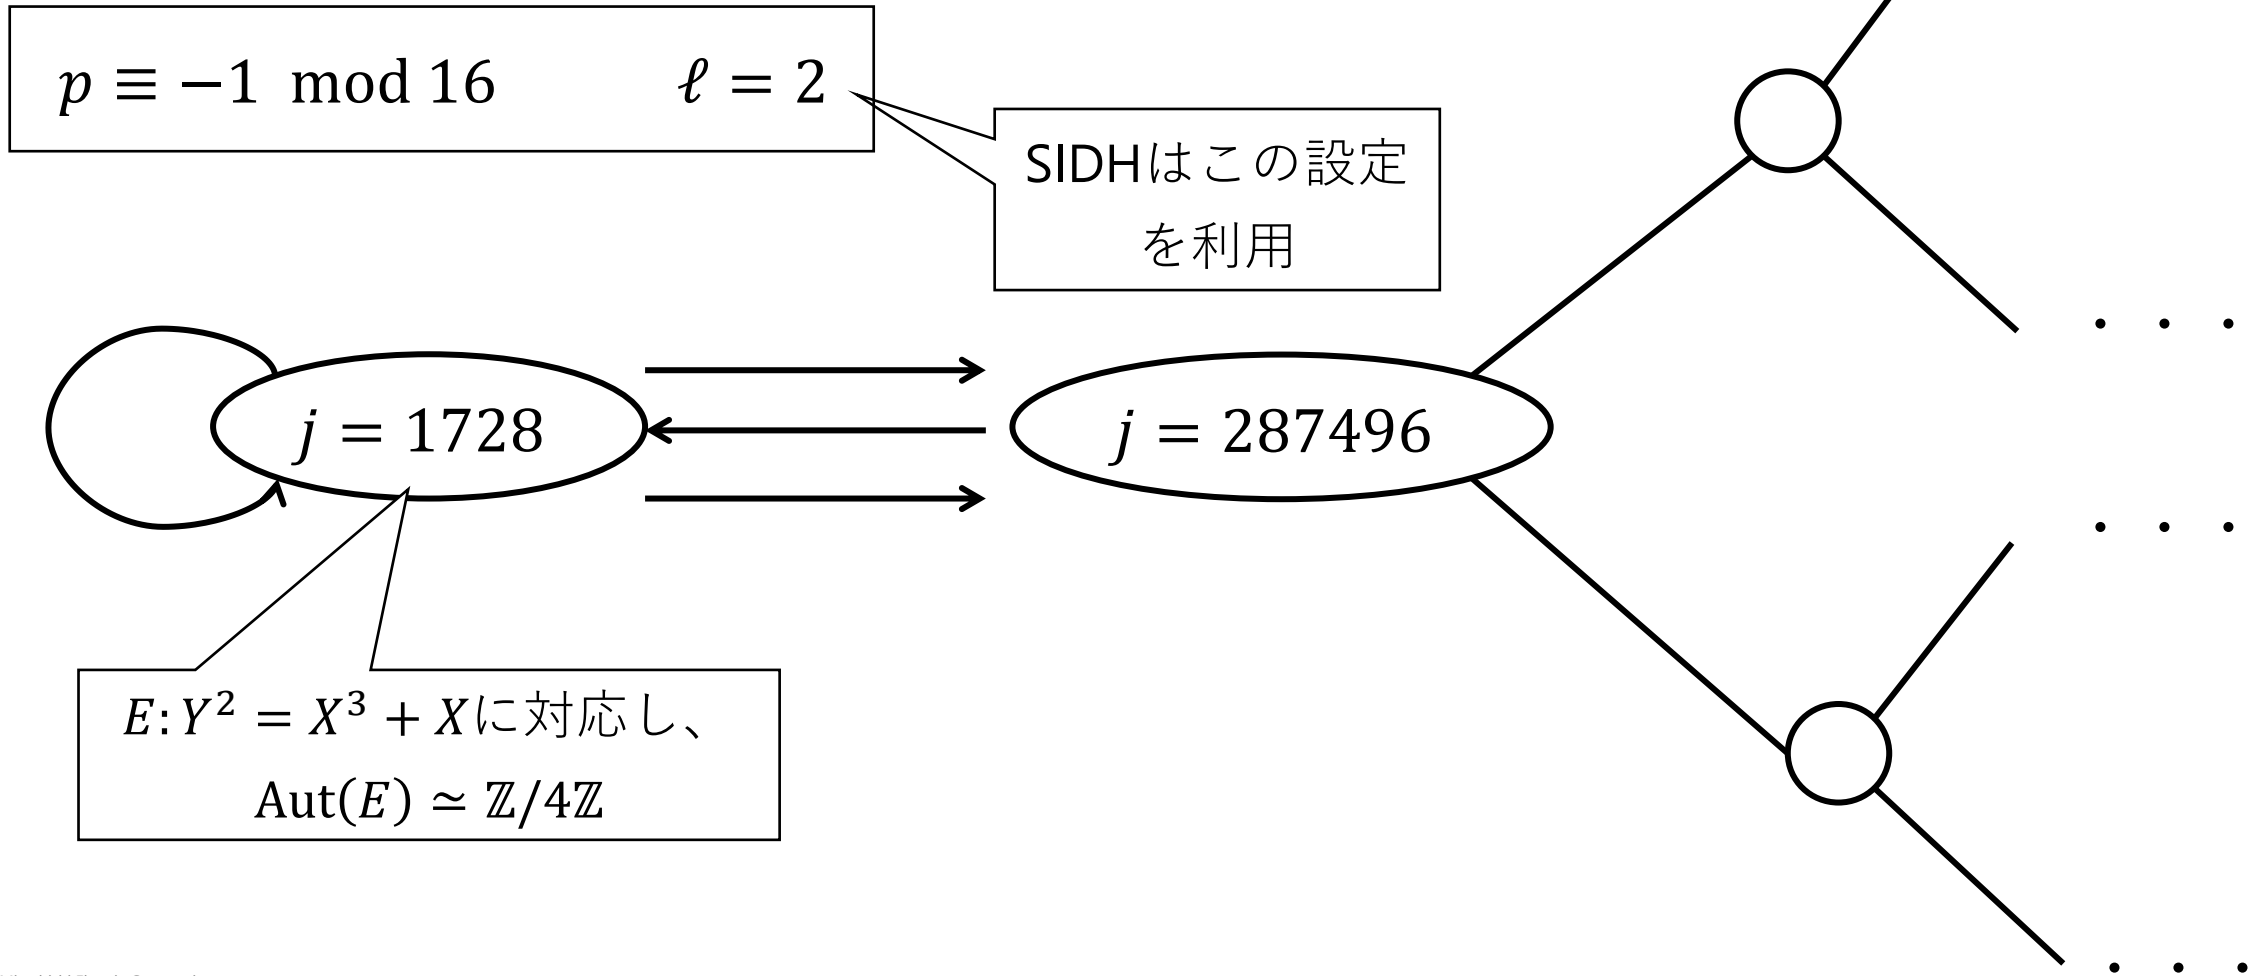 p ≡ −1 mod 16 ℓ = 2
SIDHはこの設定
を利用
j = 1728
j = 287496
. . .
. . .
E: Y² = X³ + Xに対応し、
Aut(E) ≃ ℤ/4ℤ
. . .